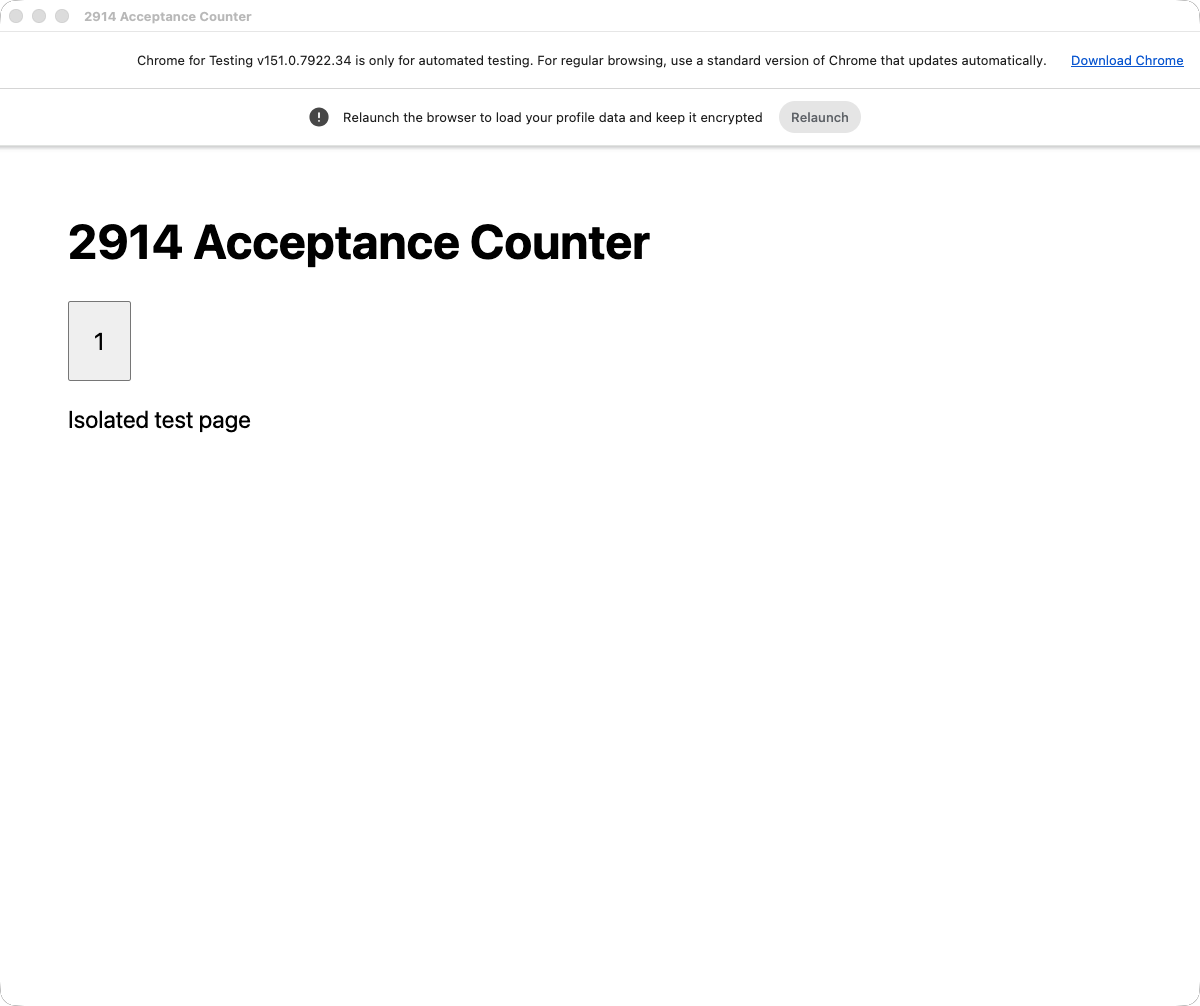 2914 Acceptance Counter
Chrome for Testing v151.0.7922.34 is only for automated testing. For regular browsing, use a standard version of Chrome that updates automatically. Download Chrome
Relaunch the browser to load your profile data and keep it encrypted Relaunch
2914 Acceptance Counter
1
Isolated test page